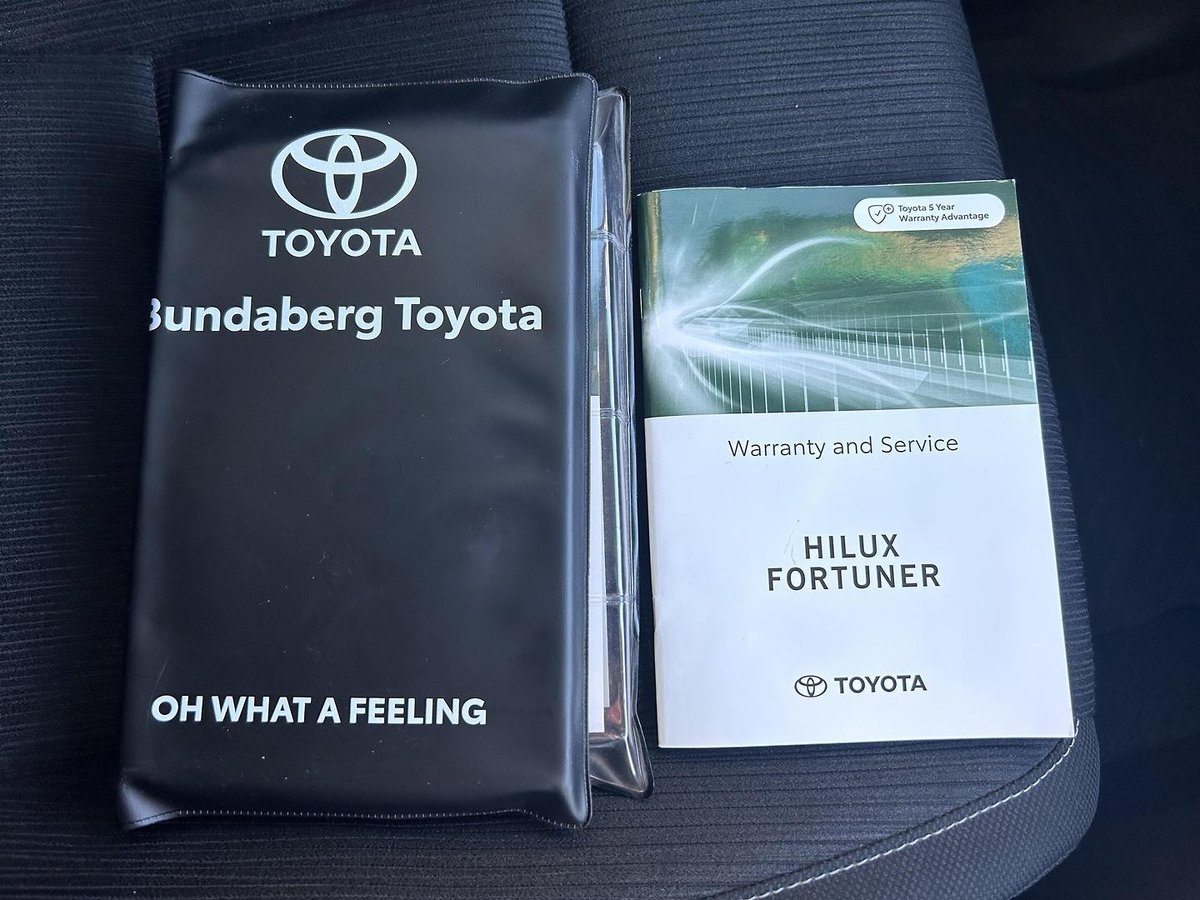 TOYOTA
Bundaberg Toyota
OH WHAT A FEELING
Toyota 5 Year
Warranty Advantage
Warranty and Service
HILUX
FORTUNER
TOYOTA